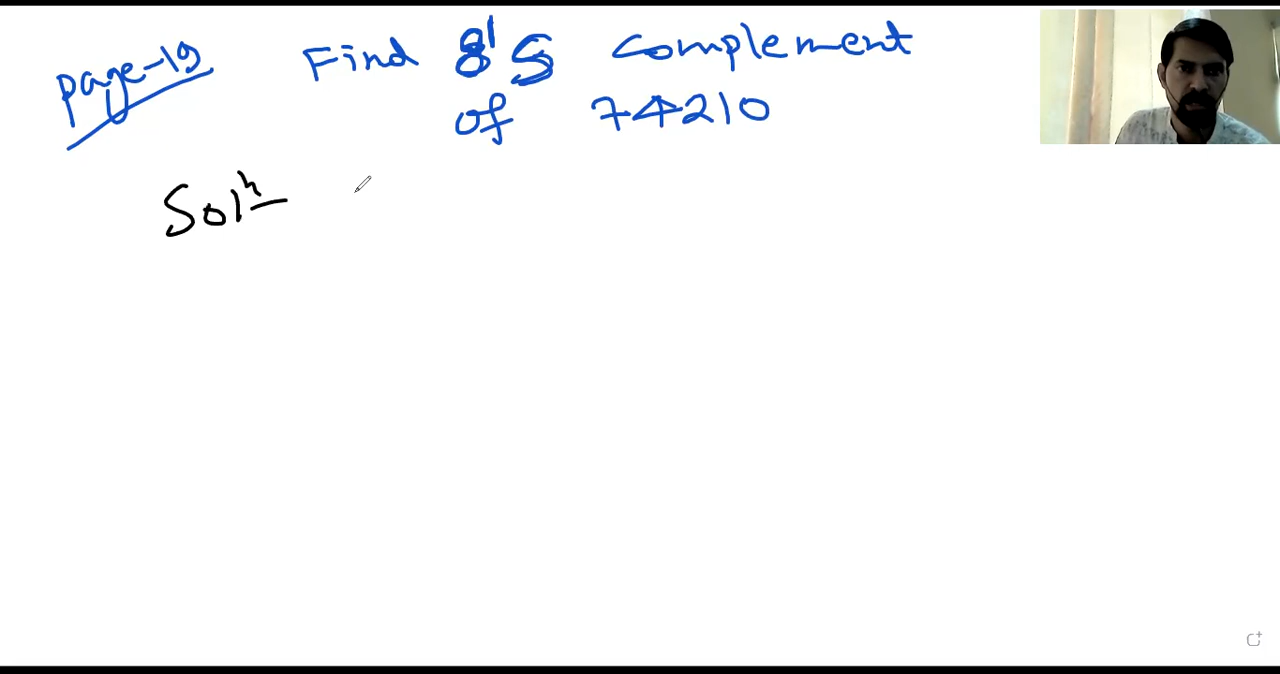 page-19
Find 8's complement
of 74210
Solⁿ